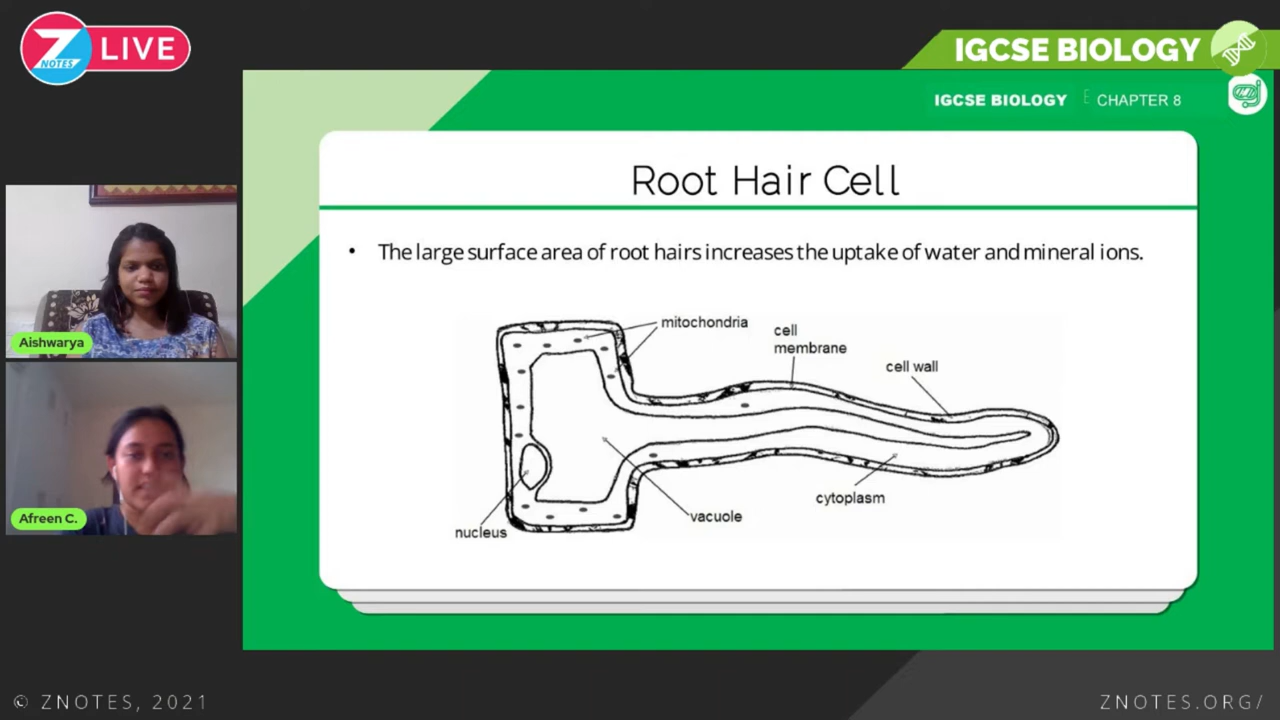 Z
NOTES
LIVE
IGCSE BIOLOGY
IGCSE BIOLOGY
CHAPTER 8
Root Hair Cell
• The large surface area of root hairs increases the uptake of water and mineral ions.
mitochondria
cell
membrane
cell wall
cytoplasm
vacuole
nucleus
Aishwarya
Afreen C.
© ZNOTES, 2021
ZNOTES.ORG/